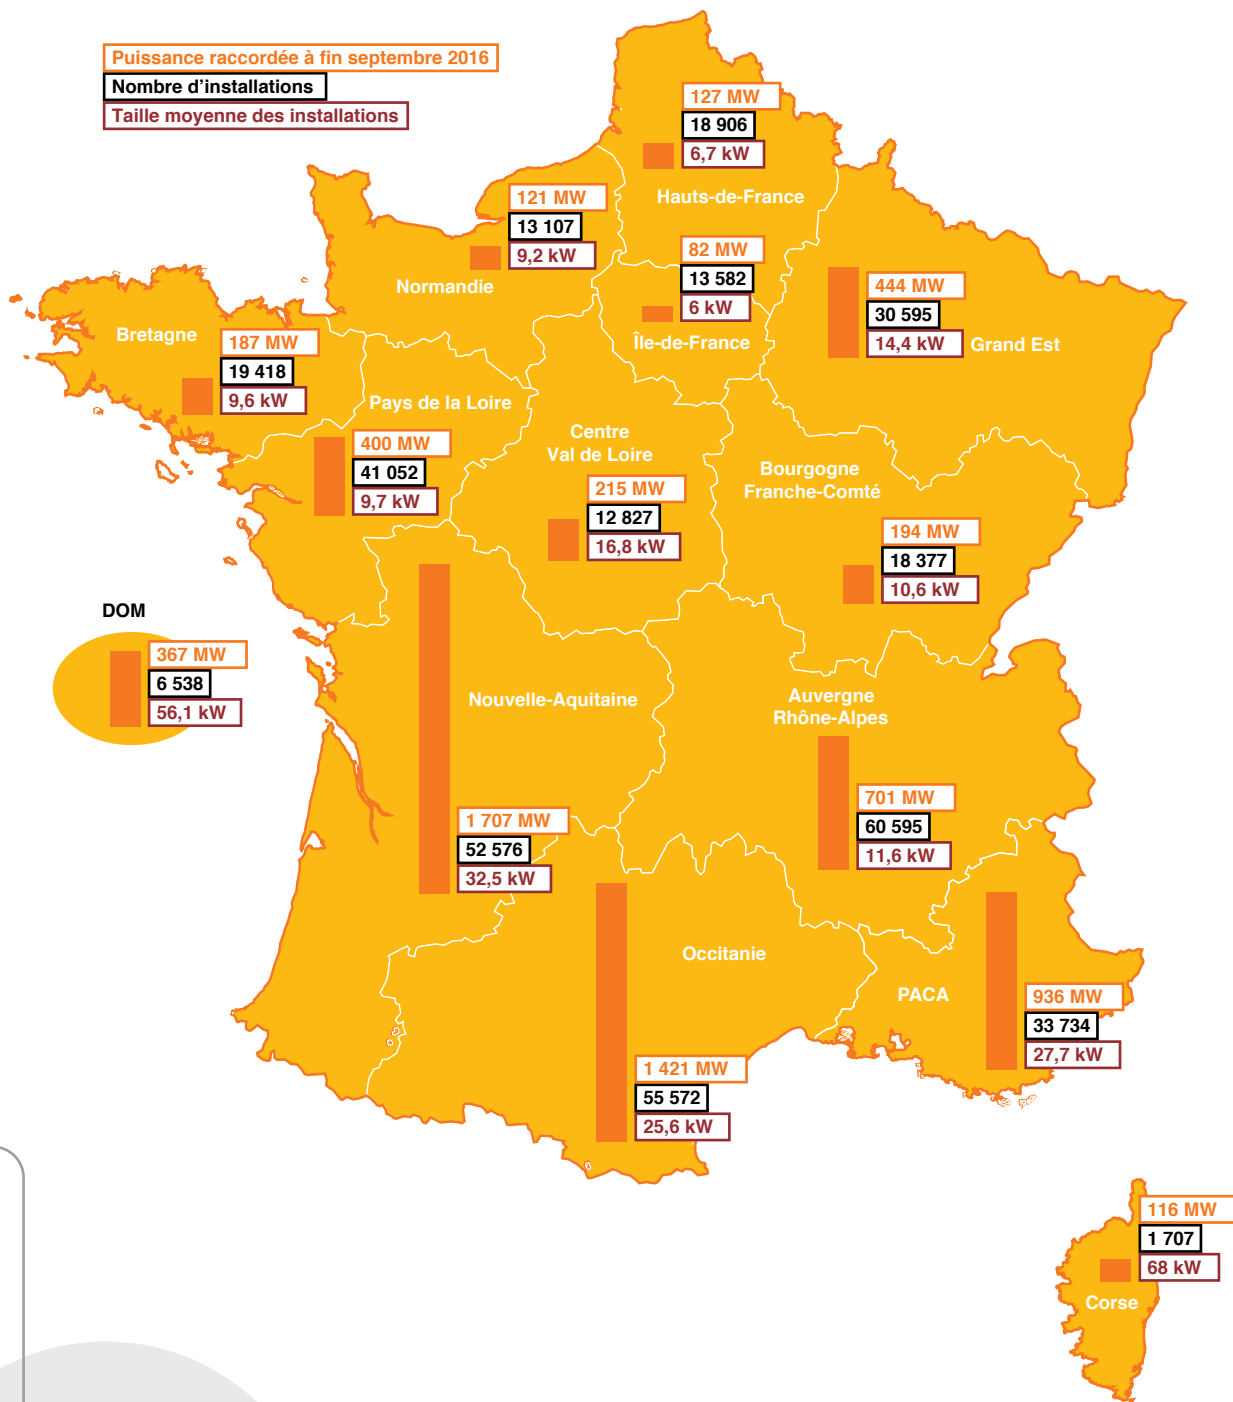 Puissance raccordée à fin septembre 2016
Nombre d'installations
Taille moyenne des installations
127 MW
18 906
6,7 kW
Hauts-de-France
121 MW
13 107
9,2 kW
Normandie
82 MW
13 582
6 kW
Île-de-France
444 MW
30 595
14,4 kW
Grand Est
Bretagne
187 MW
19 418
9,6 kW
Pays de la Loire
400 MW
41 052
9,7 kW
Centre
Val de Loire
215 MW
12 827
16,8 kW
Bourgogne
Franche-Comté
194 MW
18 377
10,6 kW
DOM
367 MW
6 538
56,1 kW
Nouvelle-Aquitaine
1 707 MW
52 576
32,5 kW
Auvergne
Rhône-Alpes
701 MW
60 595
11,6 kW
Occitanie
1 421 MW
55 572
25,6 kW
PACA
936 MW
33 734
27,7 kW
116 MW
1 707
68 kW
Corse